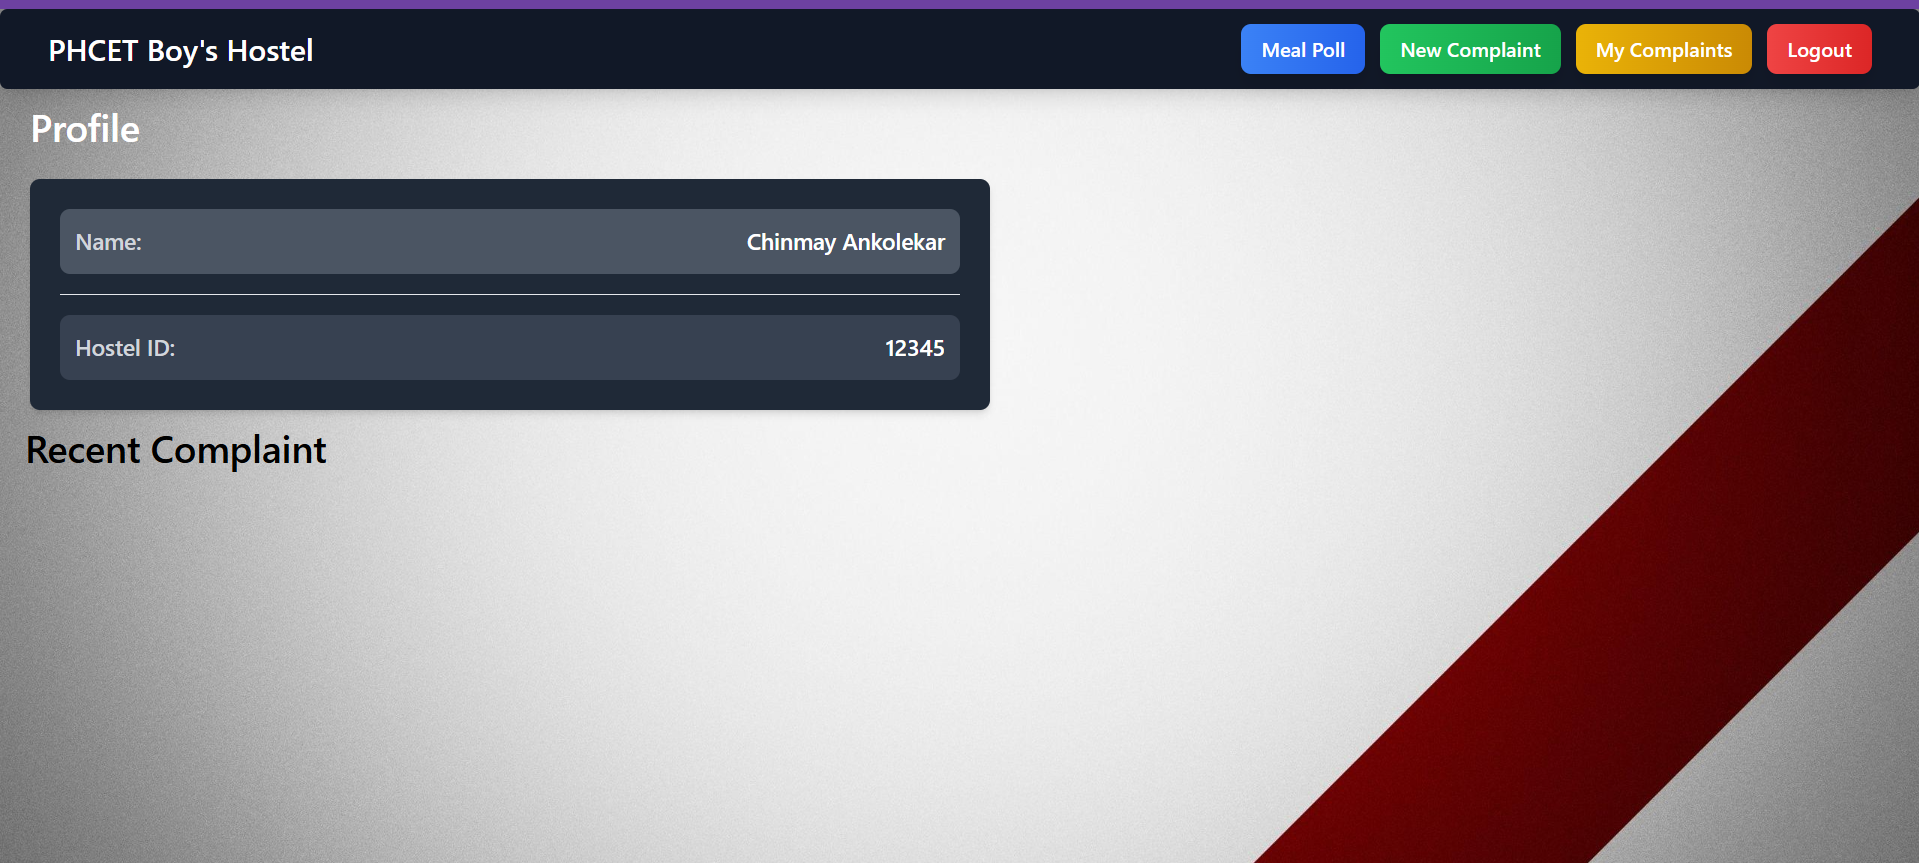 PHCET Boy's Hostel
Meal Poll
New Complaint
My Complaints
Logout
Profile
Name: Chinmay Ankolekar
Hostel ID: 12345
Recent Complaint